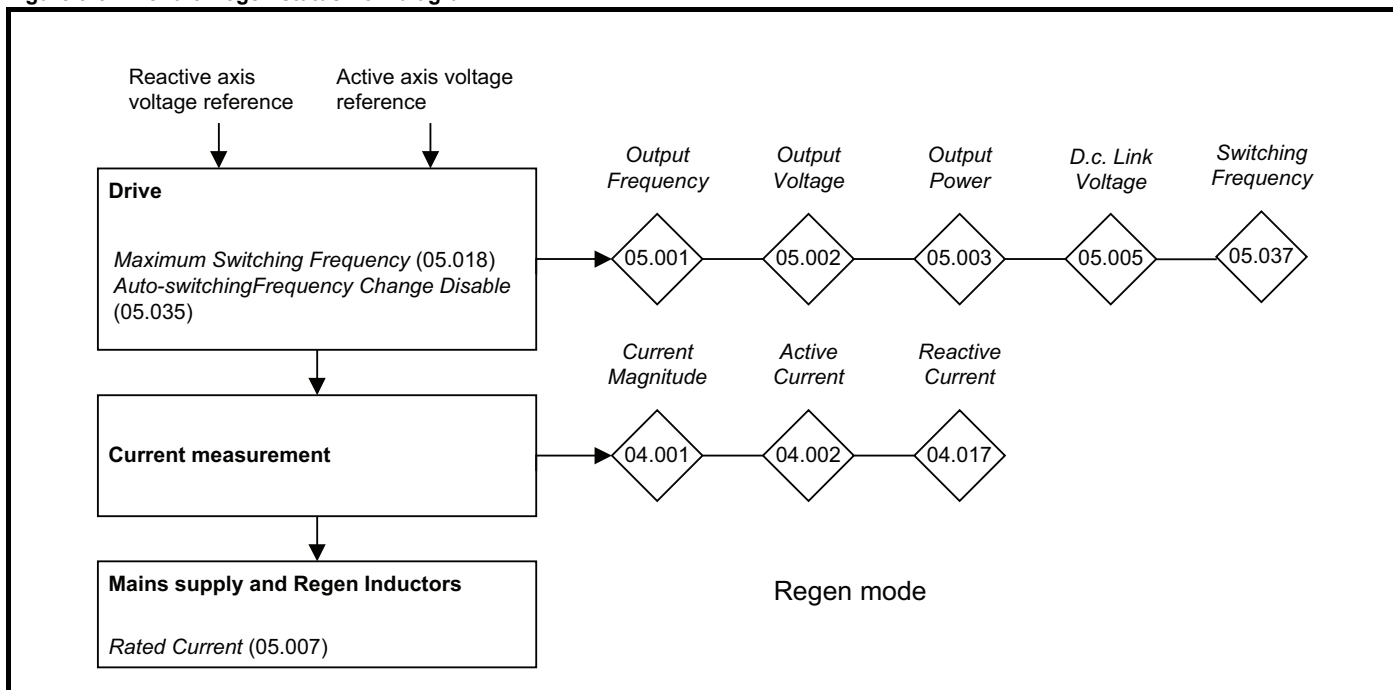 Reactive axis
voltage reference
Active axis voltage
reference
Drive
Maximum Switching Frequency (05.018)
Auto-switchingFrequency Change Disable
(05.035)
Output
Frequency
Output
Voltage
Output
Power
D.c. Link
Voltage
Switching
Frequency
05.001
05.002
05.003
05.005
05.037
Current measurement
Current
Magnitude
Active
Current
Reactive
Current
04.001
04.002
04.017
Mains supply and Regen Inductors
Rated Current (05.007)
Regen mode